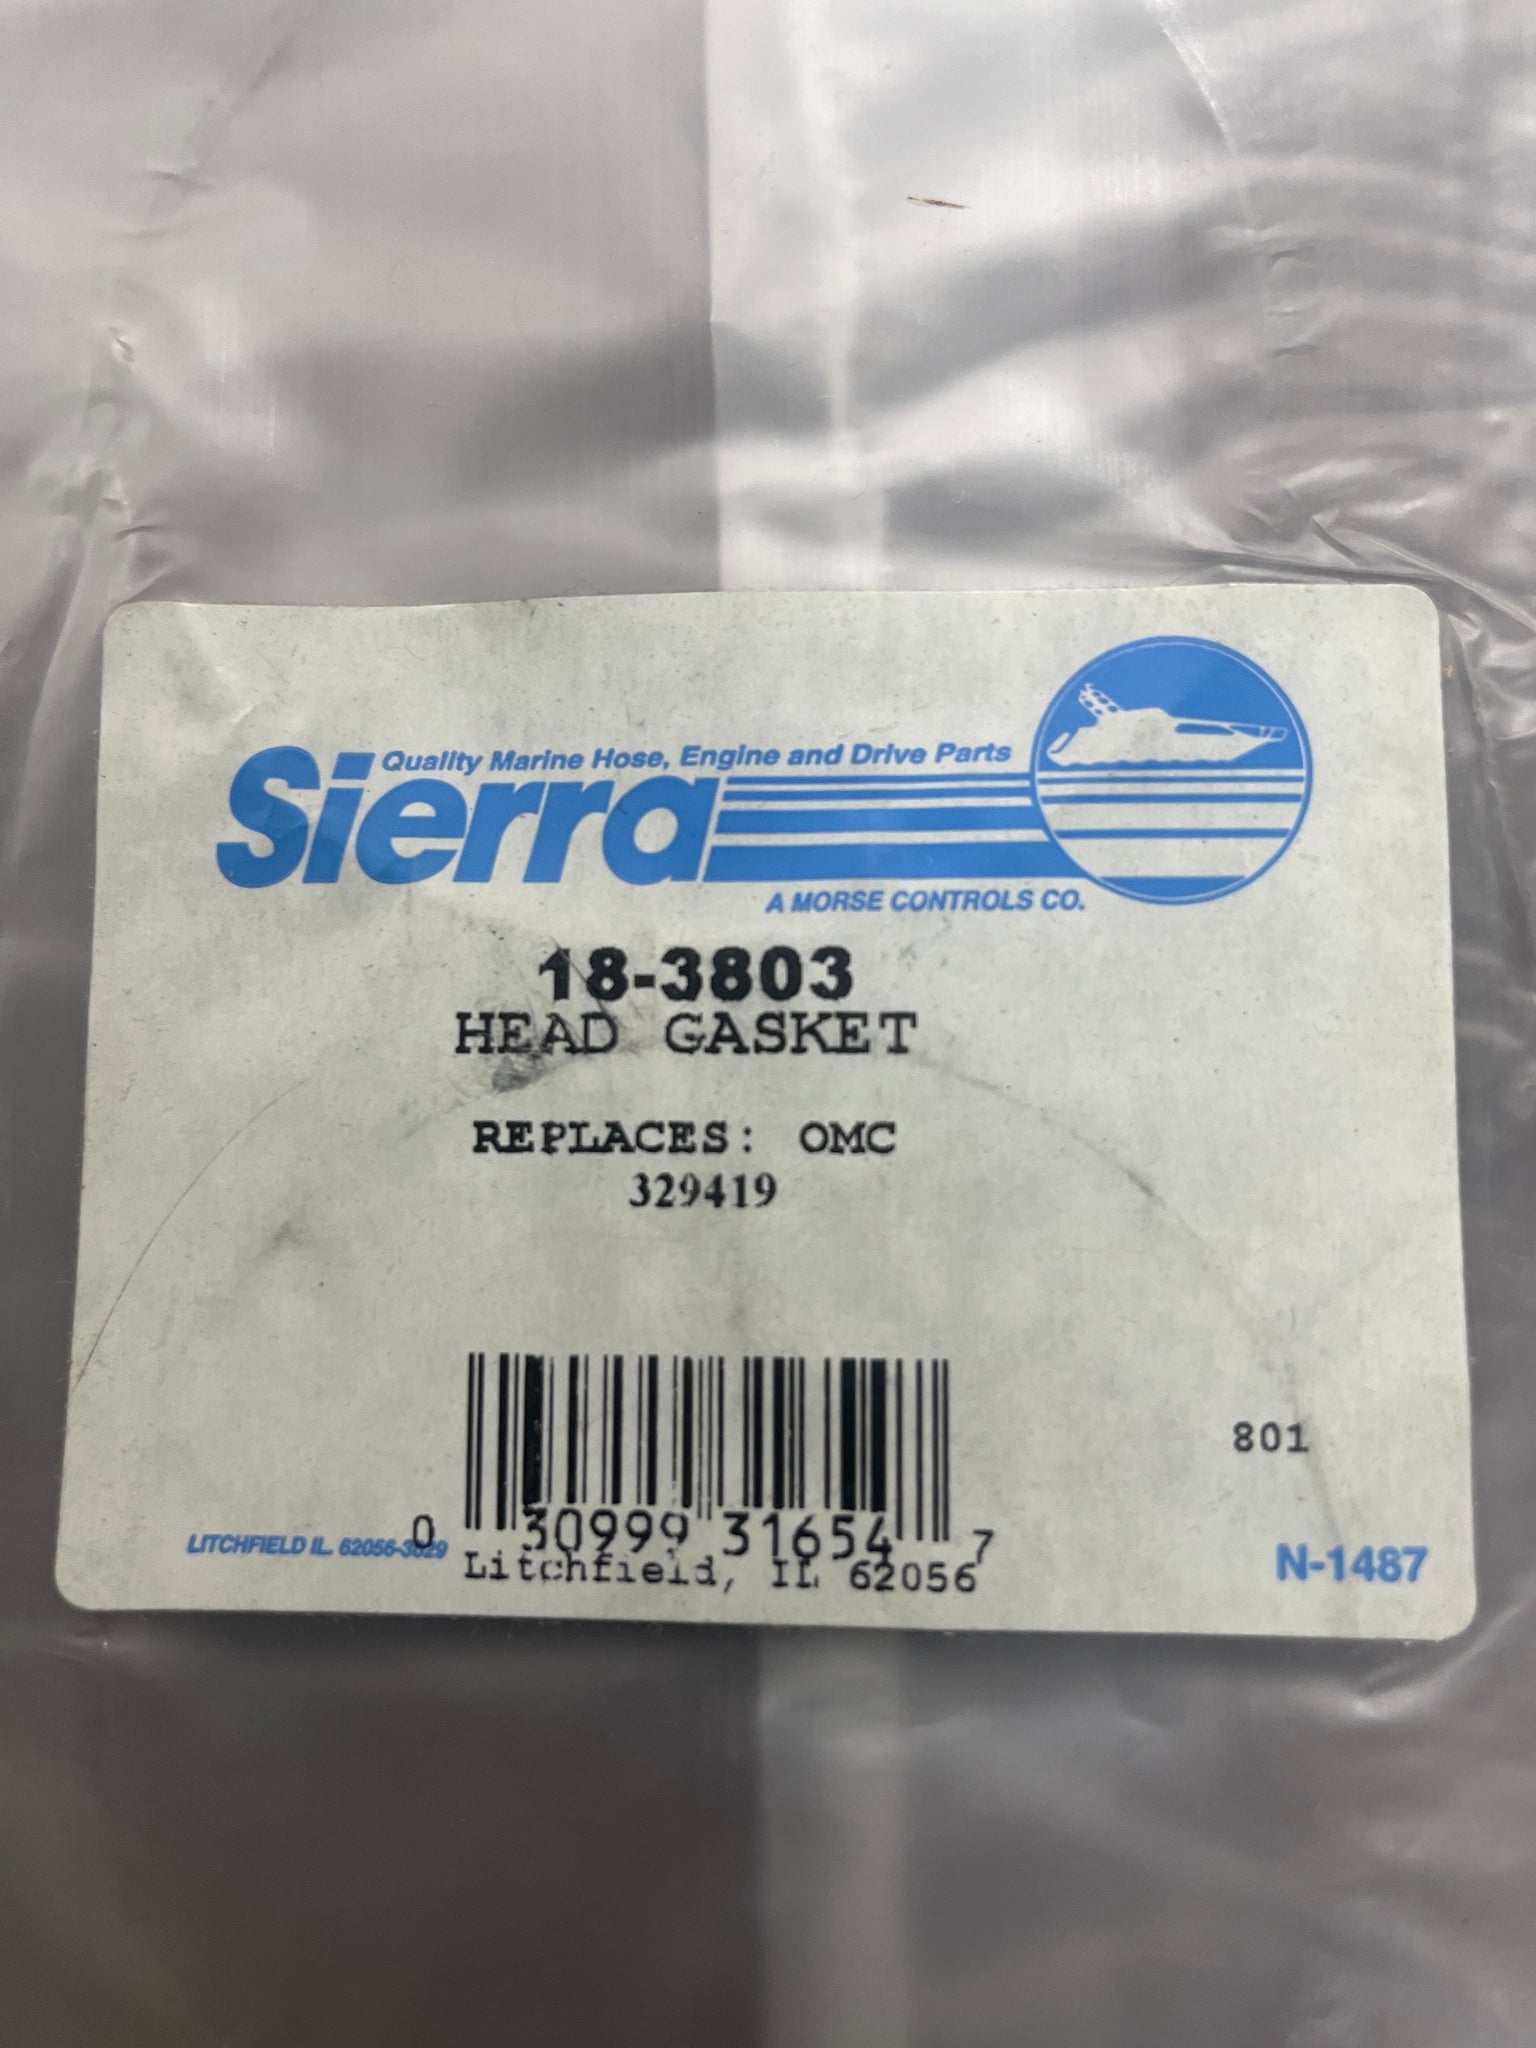 Quality Marine Hose, Engine and Drive Parts
Sierra
A MORSE CONTROLS CO.
18-3803
HEAD GASKET
REPLACES: OMC
329419
801
0 30999 31654 7
LITCHFIELD IL. 62056-3029
Litchfield, IL 62056
N-1487